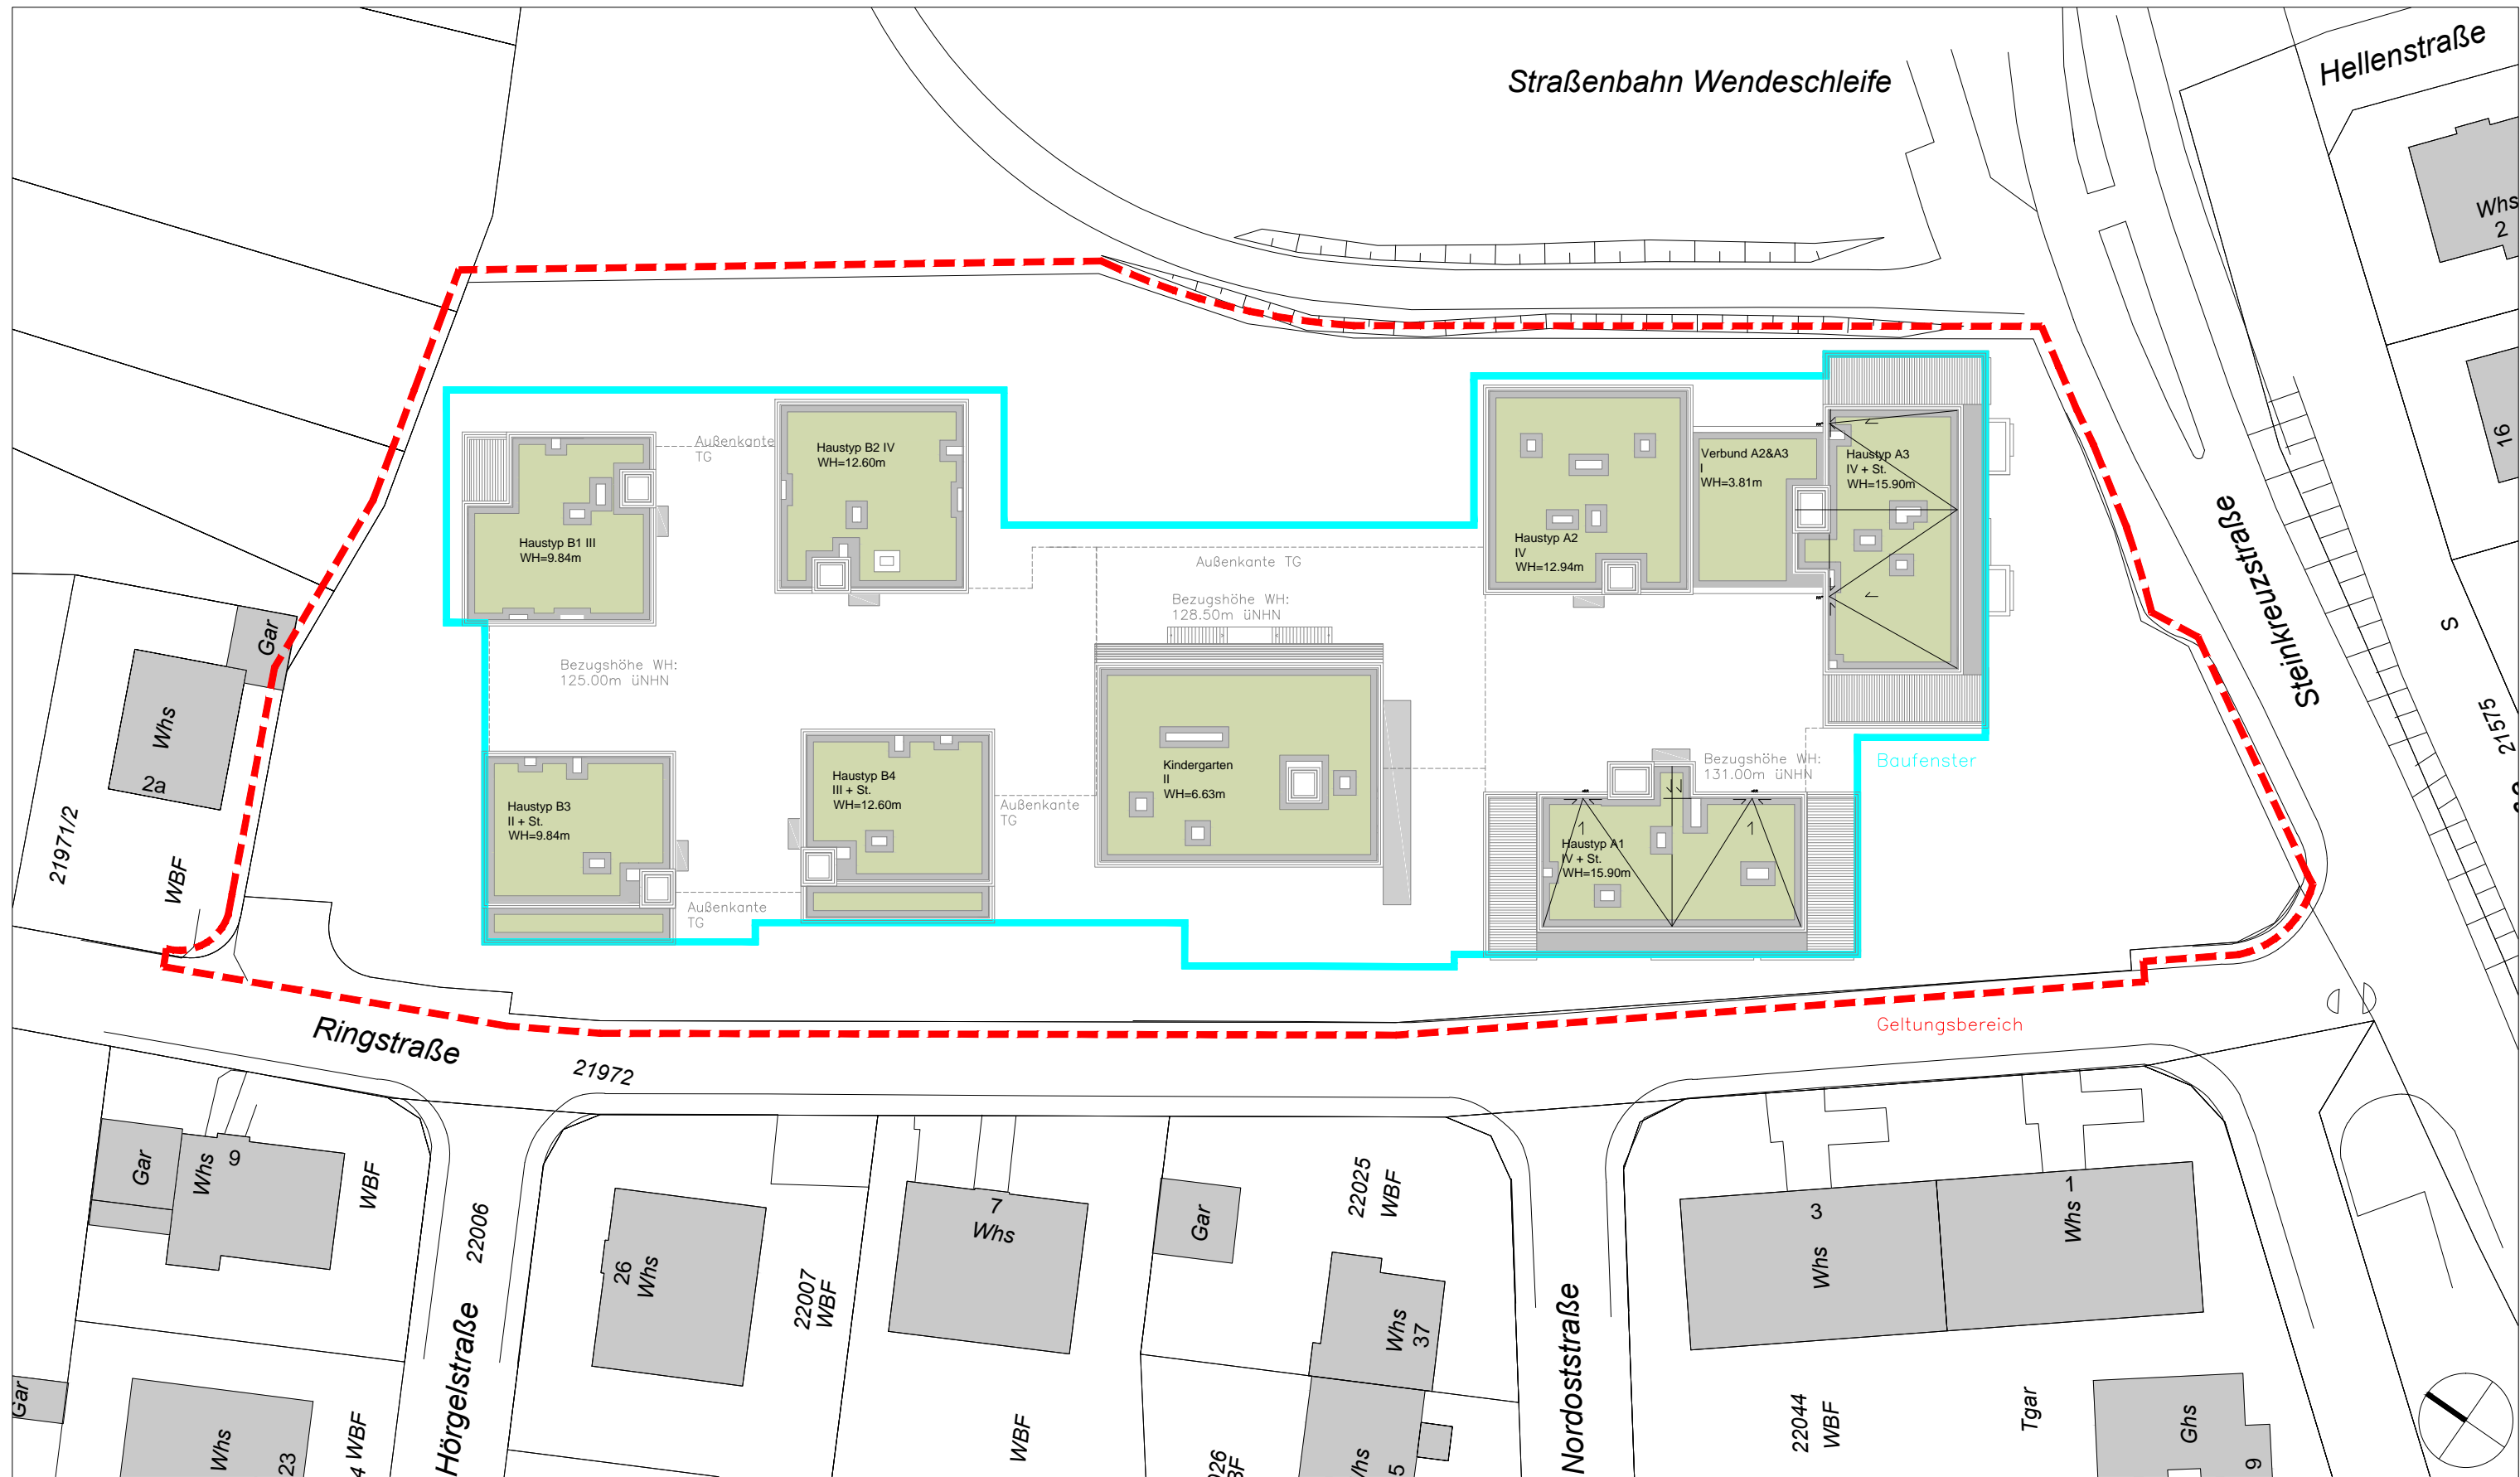 Straßenbahn Wendeschleife
Hellenstraße
Whs
2
16
Steinkreuzstraße
S
21575
Haustyp B1 III
WH=9.84m
Außenkante
TG
Haustyp B2 IV
WH=12.60m
Haustyp A2
IV
WH=12.94m
Verbund A2&A3
I
WH=3.81m
Haustyp A3
IV + St.
WH=15.90m
Außenkante TG
Bezugshöhe WH:
128.50m üNHN
Bezugshöhe WH:
125.00m üNHN
Gar
Whs
2a
21971/2
WBF
Haustyp B3
II + St.
WH=9.84m
Haustyp B4
III + St.
WH=12.60m
Außenkante
TG
Außenkante
TG
Kindergarten
II
WH=6.63m
Bezugshöhe WH:
131.00m üNHN
Baufenster
Haustyp A1
IV + St.
WH=15.90m
Geltungsbereich
Ringstraße
21972
Gar
Whs
9
WBF
22006
Hörgelstraße
26
Whs
22007
WBF
7
Whs
WBF
Gar
22025
WBF
Whs
37
Nordoststraße
3
Whs
1
Whs
22044
WBF
Tgar
Ghs
9
Gar
Whs
23
WBF
5